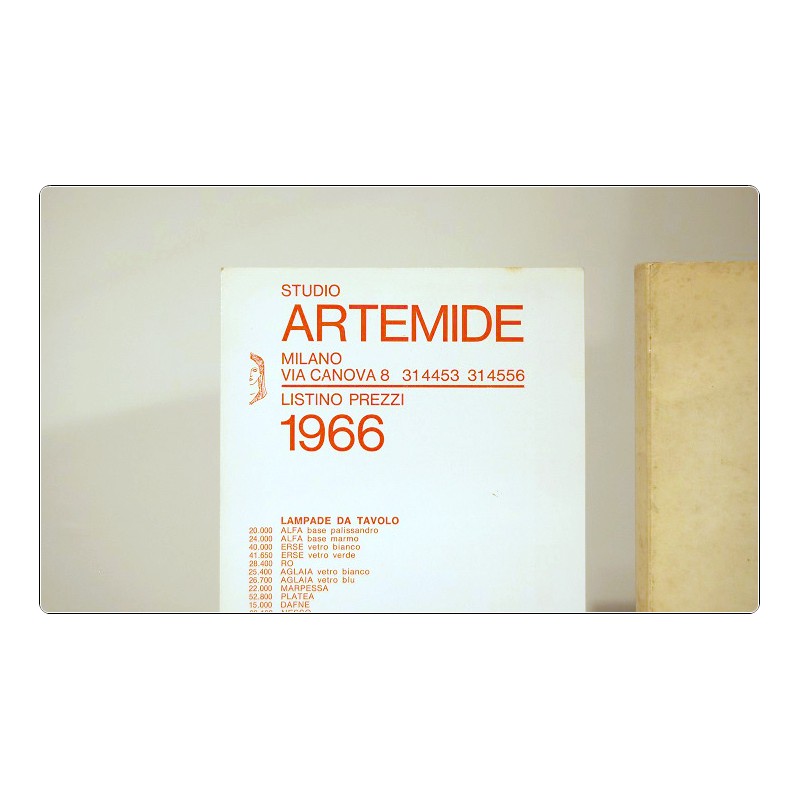 STUDIO
ARTEMIDE
MILANO
VIA CANOVA 8 314453 314556
LISTINO PREZZI
1966
LAMPADE DA TAVOLO
20.000 ALFA base palissandro
24.000 ALFA base marmo
40.000 ERSE vetro bianco
41.650 ERSE vetro verde
28.400 RO
25.400 AGLAIA vetro bianco
26.700 AGLAIA vetro blu
22.000 MARPESSA
52.800 PLATEA
15.000 DAFNE